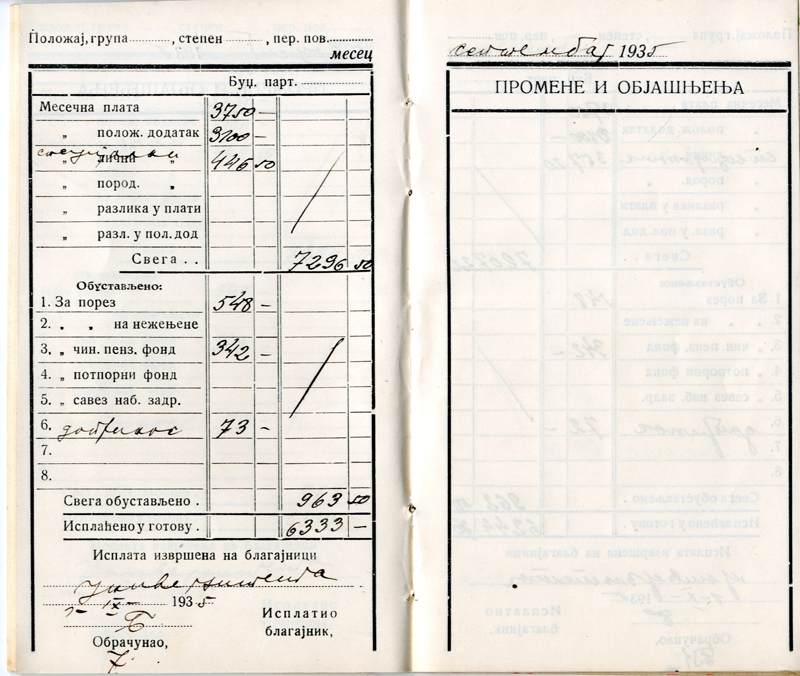 Положај, група , степен , пер. пов.
месец
Буџ. парт.
Месечна плата 3750 —
„ полож. додатак 3100 —
„ лични „ 446 50
„ пород. „
„ разлика у плати
„ разл. у пол. дод
Свега . . 7296 50
Обустављено:
1. За порез 548 —
2. „ „ на нежењене
3. „ чин. пенз. фонд 342 —
4. „ потпорни фонд
5. „ савез наб. задр.
6. допринос 73 —
7.
8.
Свега обустављено . 963 50
Исплаћено у готову . 6333 —
Исплата извршена на благајници
универзитета
IX 1935
Обрачунао,
Исплатио
благајник,
септембар 1935
ПРОМЕНЕ И ОБЈАШЊЕЊА